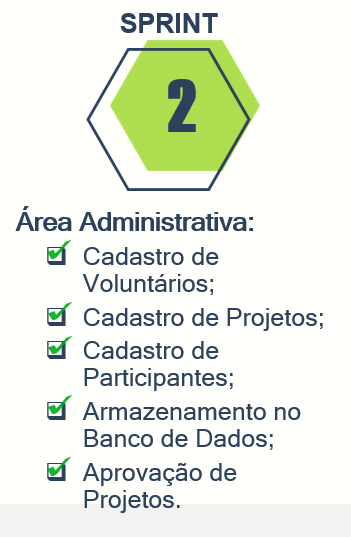 SPRINT
2
Área Administrativa:
Cadastro de
Voluntários;
Cadastro de Projetos;
Cadastro de
Participantes;
Armazenamento no
Banco de Dados;
Aprovação de
Projetos.